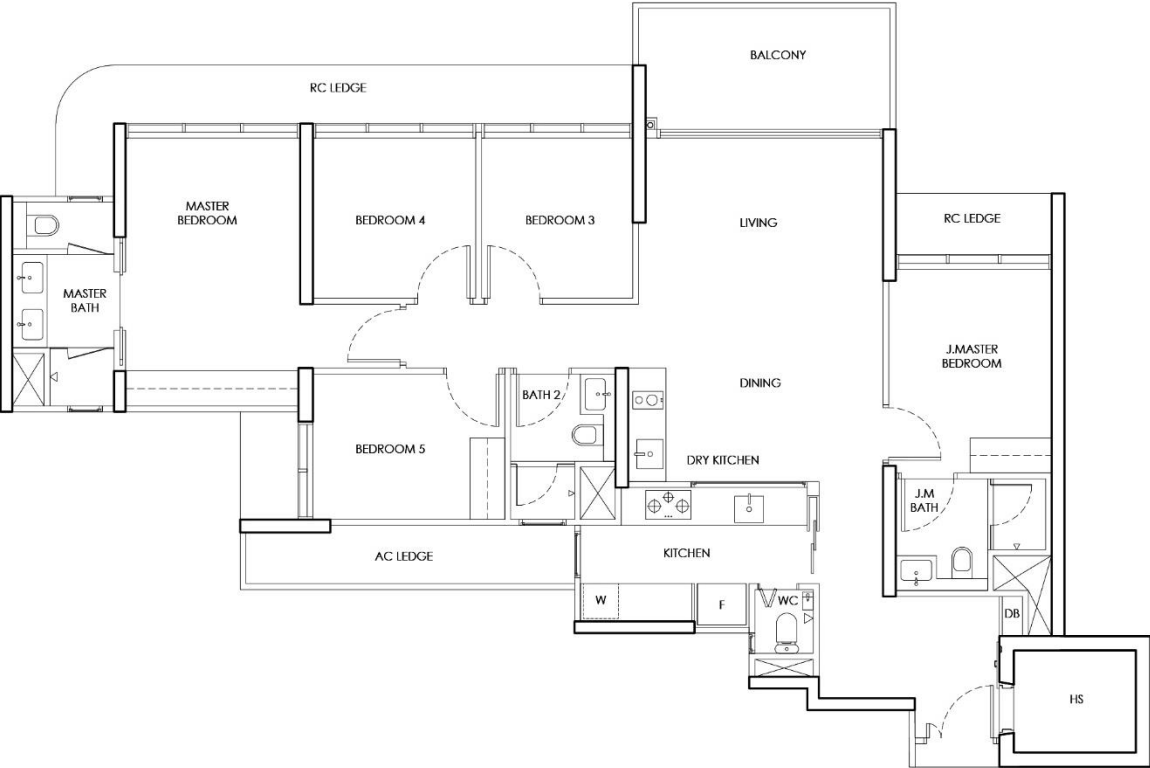 BALCONY
RC LEDGE
MASTER
BEDROOM
BEDROOM 4
BEDROOM 3
LIVING
RC LEDGE
MASTER
BATH
J.MASTER
BEDROOM
DINING
BATH 2
BEDROOM 5
DRY KITCHEN
J.M
BATH
AC LEDGE
KITCHEN
W
F
WC
DB
HS